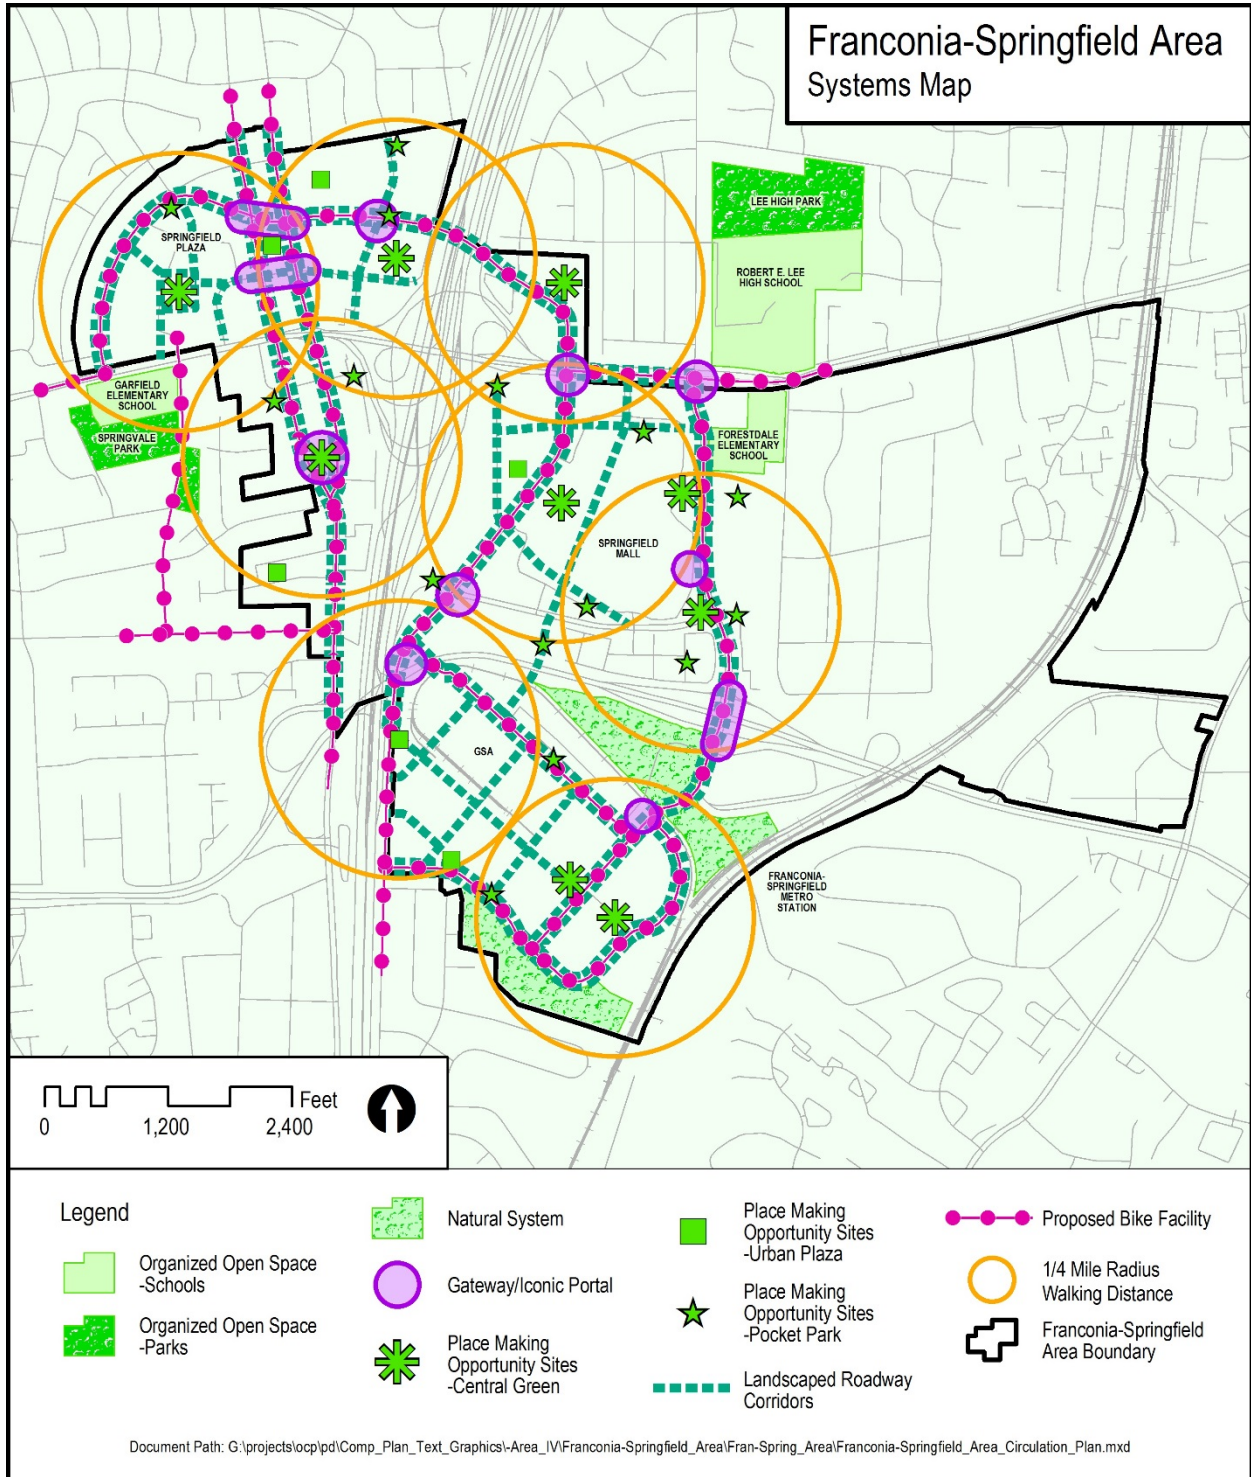 Franconia-Springfield Area
Systems Map
LEE HIGH PARK
SPRINGFIELD
PLAZA
ROBERT E. LEE
HIGH SCHOOL
GARFIELD
ELEMENTARY
SCHOOL
SPRINGVALE
PARK
FORESTDALE
ELEMENTARY
SCHOOL
SPRINGFIELD
MALL
GSA
FRANCONIA-
SPRINGFIELD
METRO
STATION
Feet
0 1,200 2,400
Legend
Organized Open Space
-Schools
Organized Open Space
-Parks
Natural System
Gateway/Iconic Portal
Place Making
Opportunity Sites
-Central Green
Place Making
Opportunity Sites
-Urban Plaza
Place Making
Opportunity Sites
-Pocket Park
Landscaped Roadway
Corridors
Proposed Bike Facility
1/4 Mile Radius
Walking Distance
Franconia-Springfield
Area Boundary
Document Path: G:\projects\ocp\pd\Comp_Plan_Text_Graphics\-Area_IV\Franconia-Springfield_Area\Fran-Spring_Area\Franconia-Springfield_Area_Circulation_Plan.mxd